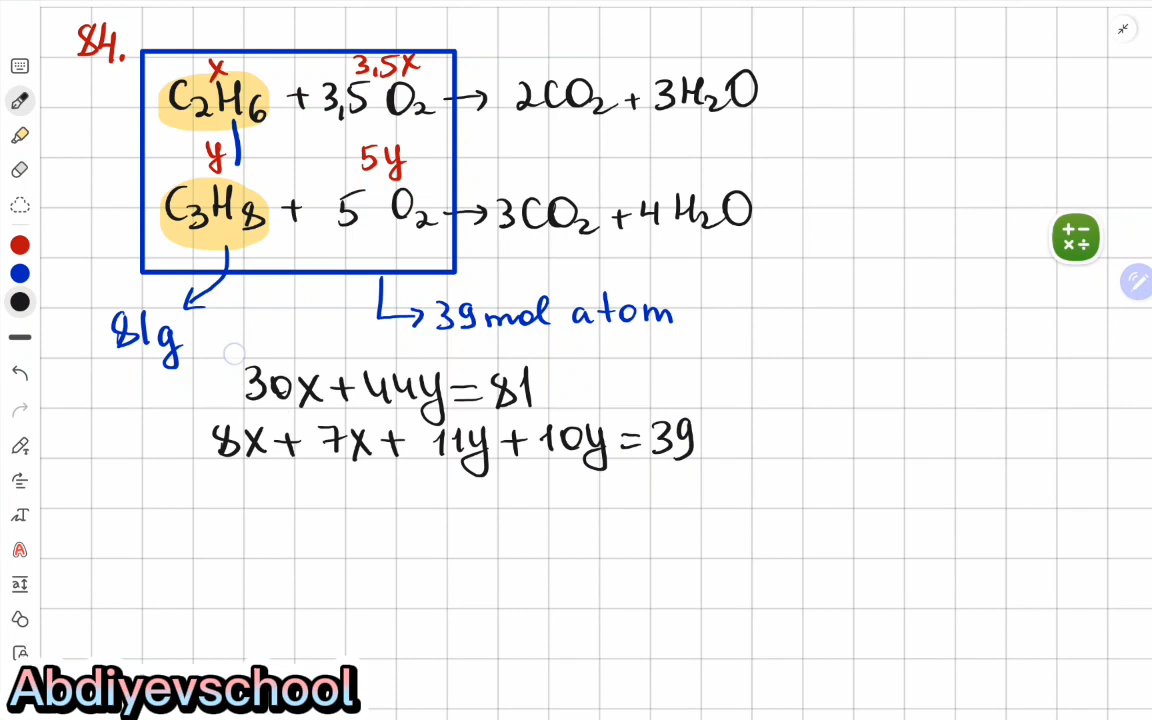 84.
x 3,5x
C2H6 + 3,5 O2 → 2CO2 + 3H2O
y 5y
C3H8 + 5 O2 → 3CO2 + 4H2O
81g
39 mol atom
30x + 44y = 81
8x + 7x + 11y + 10y = 39
Abdiyevschool